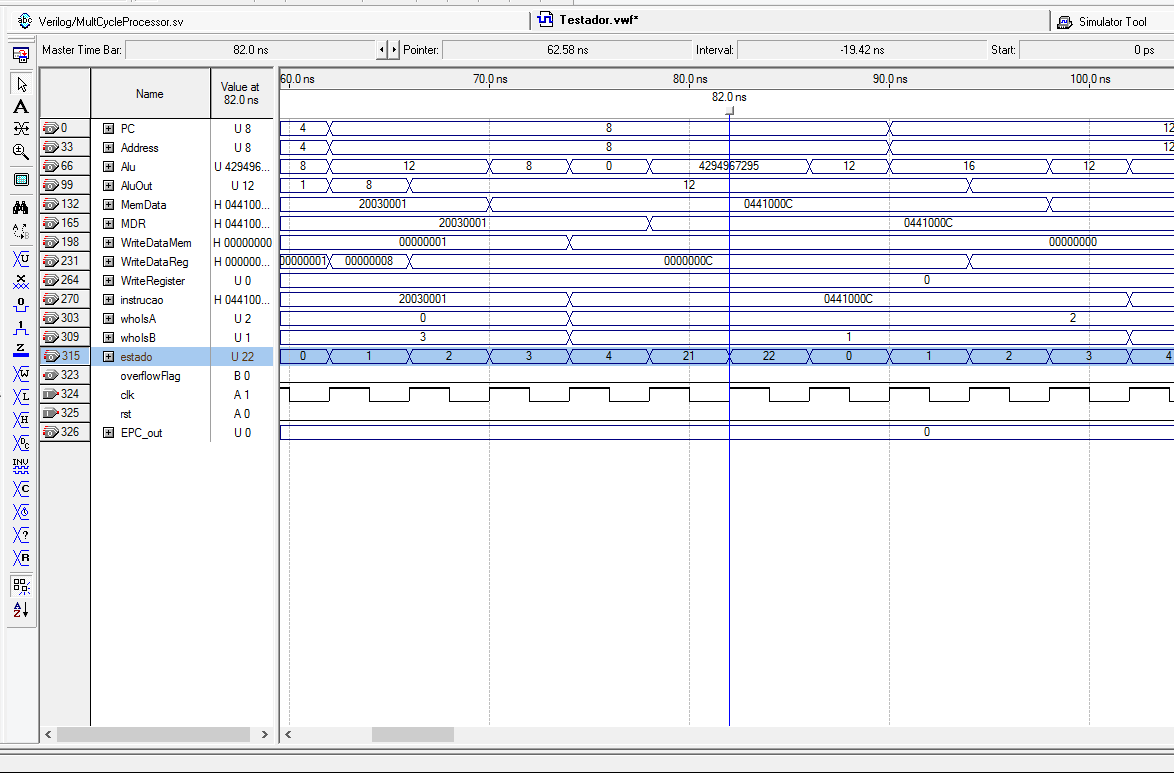 abc Verilog/MultCycleProcessor.sv Testador.vwf* Simulator Tool
Master Time Bar: 82.0 ns Pointer: 62.58 ns Interval: -19.42 ns Start: 0 ps
Name Value at 82.0 ns 60.0 ns 70.0 ns 80.0 ns 90.0 ns 100.0 ns
82.0 ns
0 PC U 8 4 8 12
33 Address U 8 4 8 12
66 Alu U 429496... 8 12 8 0 4294967295 12 16 12
99 AluOut U 12 1 8 12
132 MemData H 044100... 20030001 0441000C
165 MDR H 044100... 20030001 0441000C
198 WriteDataMem H 00000000 00000001 00000000
231 WriteDataReg H 000000... 00000001 00000008 0000000C
264 WriteRegister U 0 0
270 instrucao H 044100... 20030001 0441000C
303 whoIsA U 2 0 2
309 whoIsB U 1 3 1
315 estado U 22 0 1 2 3 4 21 22 0 1 2 3 4
323 overflowFlag B 0
324 clk A 1
325 rst A 0
326 EPC_out U 0 0